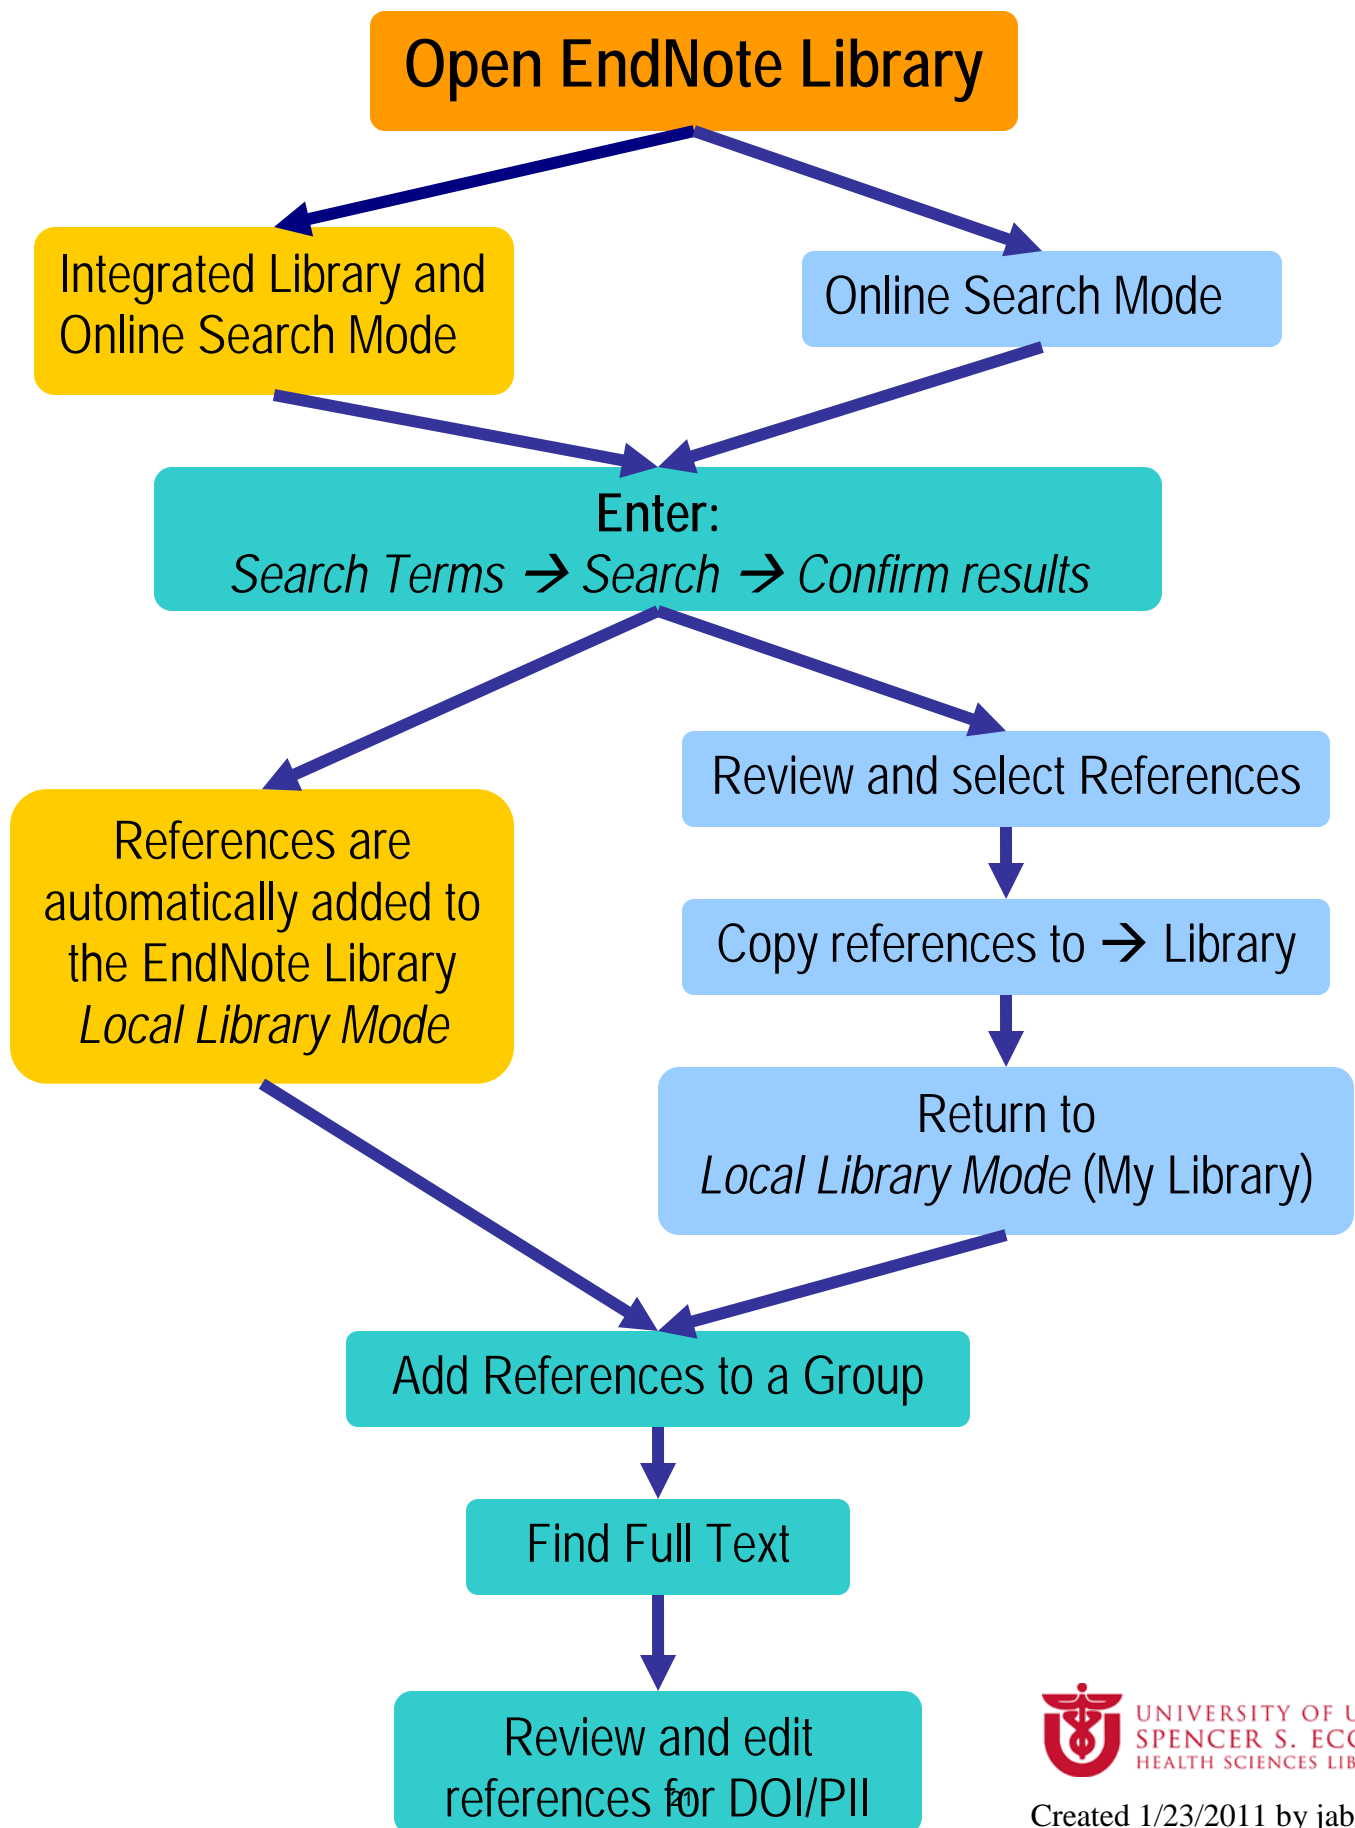 Open EndNote Library
Integrated Library and
Online Search Mode
Online Search Mode
Enter:
Search Terms → Search → Confirm results
References are
automatically added to
the EndNote Library
Local Library Mode
Review and select References
Copy references to → Library
Return to
Local Library Mode (My Library)
Add References to a Group
Find Full Text
Review and edit
references for DOI/PII
21
UNIVERSITY OF U
SPENCER S. ECC
HEALTH SCIENCES LIB
Created 1/23/2011 by jab